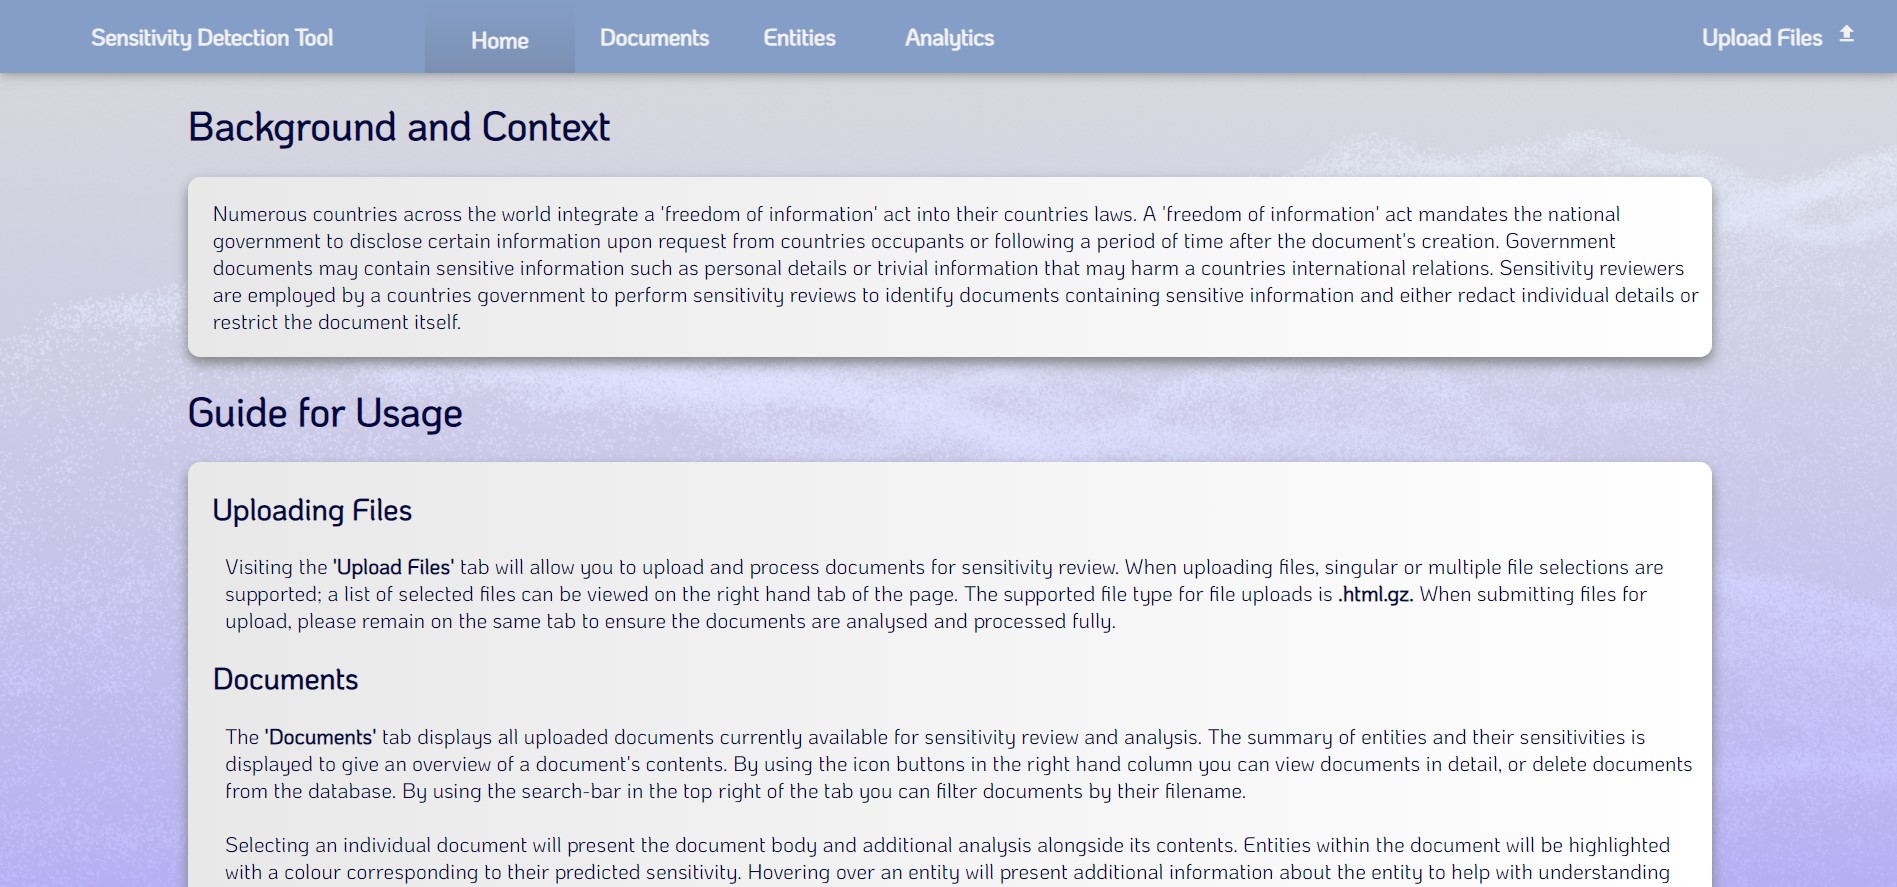 Sensitivity Detection Tool
Home
Documents
Entities
Analytics
Upload Files
Background and Context
Numerous countries across the world integrate a 'freedom of information' act into their countries laws. A 'freedom of information' act mandates the national
government to disclose certain information upon request from countries occupants or following a period of time after the document's creation. Government
documents may contain sensitive information such as personal details or trivial information that may harm a countries international relations. Sensitivity reviewers
are employed by a countries government to perform sensitivity reviews to identify documents containing sensitive information and either redact individual details or
restrict the document itself.
Guide for Usage
Uploading Files
Visiting the 'Upload Files' tab will allow you to upload and process documents for sensitivity review. When uploading files, singular or multiple file selections are
supported; a list of selected files can be viewed on the right hand tab of the page. The supported file type for file uploads is .html.gz. When submitting files for
upload, please remain on the same tab to ensure the documents are analysed and processed fully.
Documents
The 'Documents' tab displays all uploaded documents currently available for sensitivity review and analysis. The summary of entities and their sensitivities is
displayed to give an overview of a document's contents. By using the icon buttons in the right hand column you can view documents in detail, or delete documents
from the database. By using the search-bar in the top right of the tab you can filter documents by their filename.
Selecting an individual document will present the document body and additional analysis alongside its contents. Entities within the document will be highlighted
with a colour corresponding to their predicted sensitivity. Hovering over an entity will present additional information about the entity to help with understanding